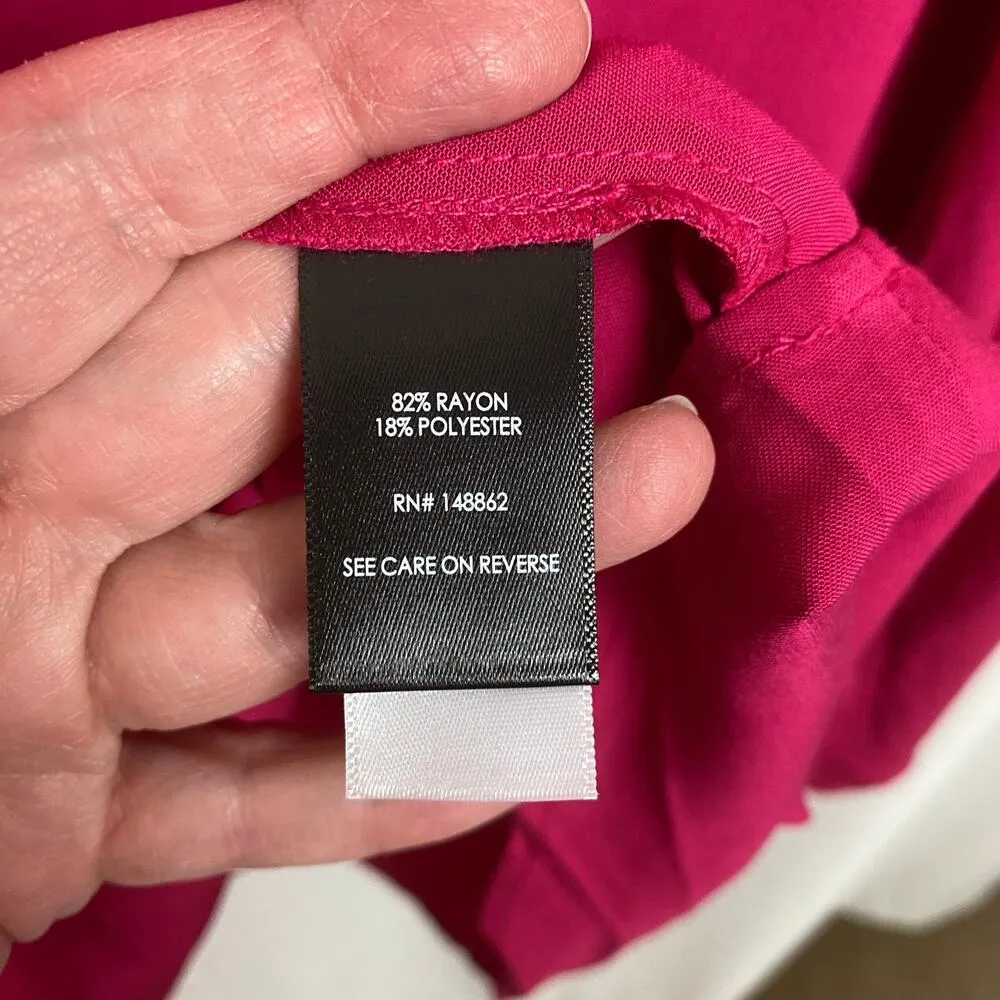 82% RAYON
18% POLYESTER
RN# 148862
SEE CARE ON REVERSE